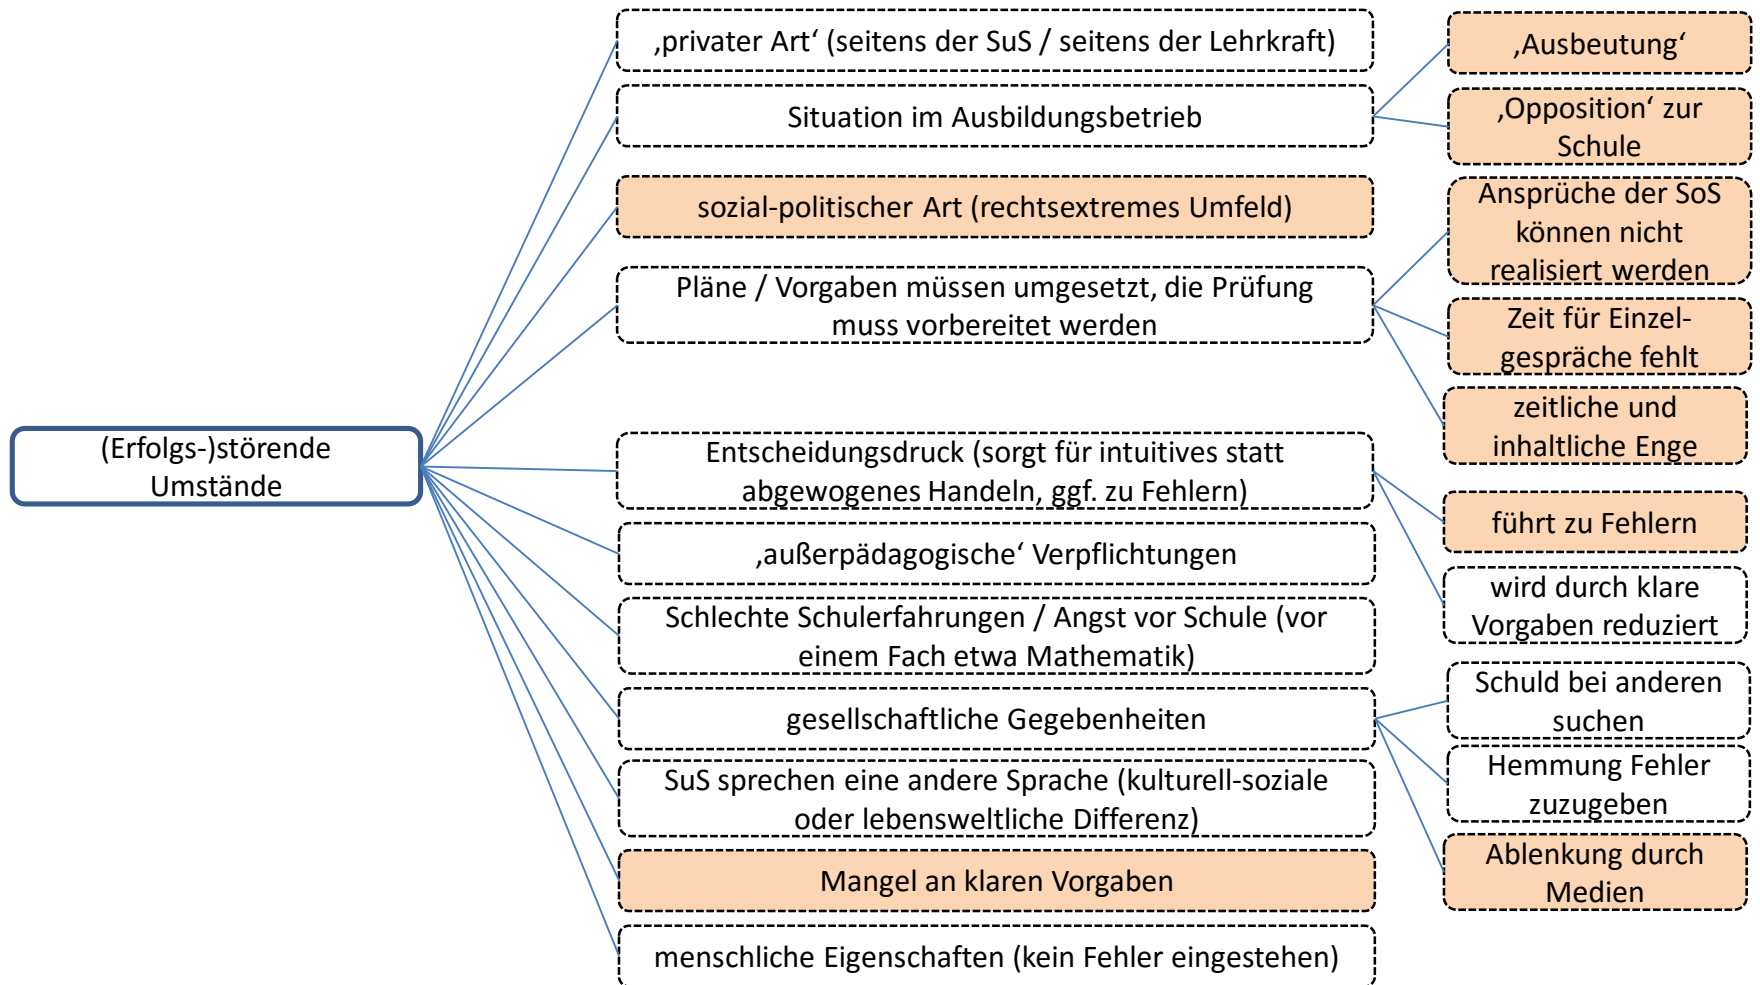 ‚privater Art‘ (seitens der SuS / seitens der Lehrkraft)
Situation im Ausbildungsbetrieb
‚Ausbeutung‘
‚Opposition‘ zur
Schule
sozial-politischer Art (rechtsextremes Umfeld)
Pläne / Vorgaben müssen umgesetzt, die Prüfung
muss vorbereitet werden
Ansprüche der SoS
können nicht
realisiert werden
Zeit für Einzel-
gespräche fehlt
zeitliche und
inhaltliche Enge
(Erfolgs-)störende
Umstände
Entscheidungsdruck (sorgt für intuitives statt
abgewogenes Handeln, ggf. zu Fehlern)
führt zu Fehlern
wird durch klare
Vorgaben reduziert
‚außerpädagogische‘ Verpflichtungen
Schlechte Schulerfahrungen / Angst vor Schule (vor
einem Fach etwa Mathematik)
gesellschaftliche Gegebenheiten
Schuld bei anderen
suchen
Hemmung Fehler
zuzugeben
Ablenkung durch
Medien
SuS sprechen eine andere Sprache (kulturell-soziale
oder lebensweltliche Differenz)
Mangel an klaren Vorgaben
menschliche Eigenschaften (kein Fehler eingestehen)